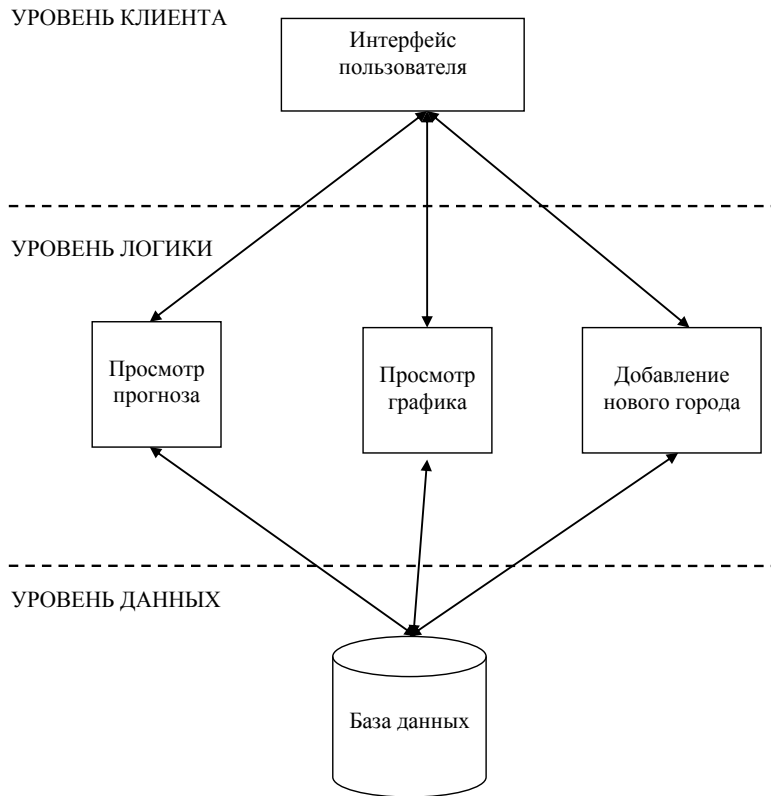 УРОВЕНЬ КЛИЕНТА
Интерфейс
пользователя
УРОВЕНЬ ЛОГИКИ
Просмотр
прогноза
Просмотр
графика
Добавление
нового города
УРОВЕНЬ ДАННЫХ
База данных